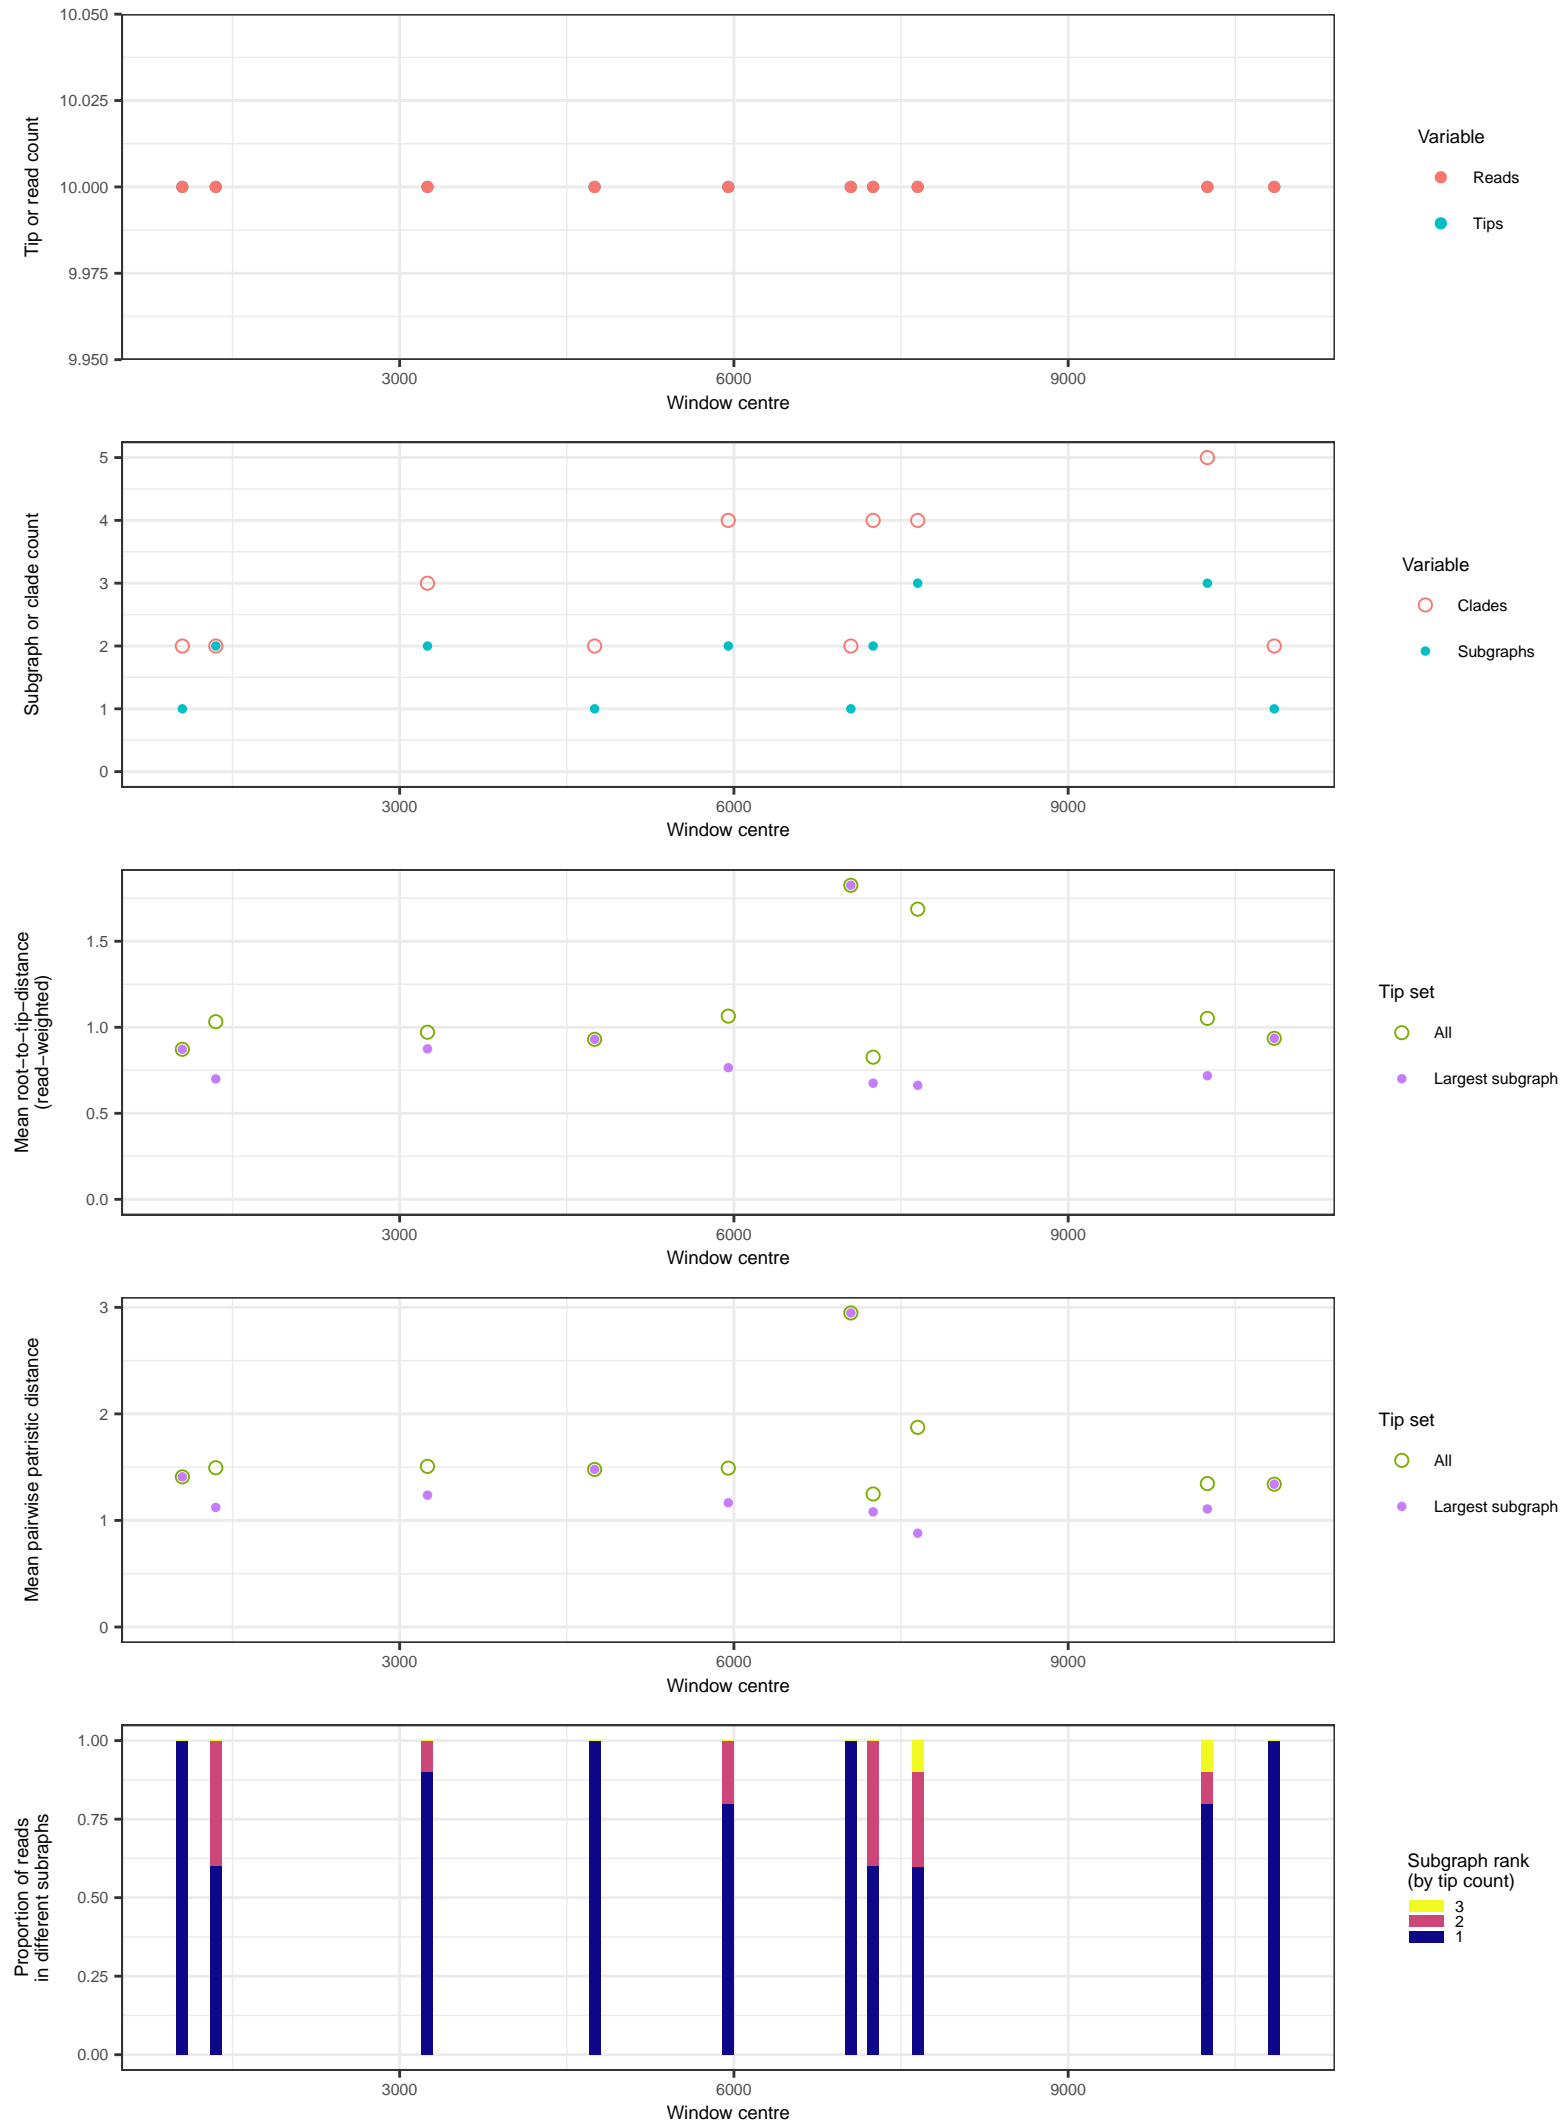 10.050
10.025
10.000
9.975
9.950
Tip or read count
3000
6000
9000
Window centre
Variable
Reads
Tips
5
4
3
2
1
0
Subgraph or clade count
3000
6000
9000
Window centre
Variable
Clades
Subgraphs
1.5
1.0
0.5
0.0
Mean root−to−tip−distance
(read−weighted)
3000
6000
9000
Window centre
Tip set
All
Largest subgraph
3
2
1
0
Mean pairwise patristic distance
3000
6000
9000
Window centre
Tip set
All
Largest subgraph
1.00
0.75
0.50
0.25
0.00
Proportion of reads
in different subraphs
3000
6000
9000
Window centre
Subgraph rank
(by tip count)
3
2
1